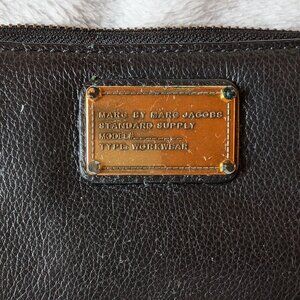 MARC BY MARC JACOBS
STANDARD SUPPLY
MODEL
TYPE: WORKWEAR